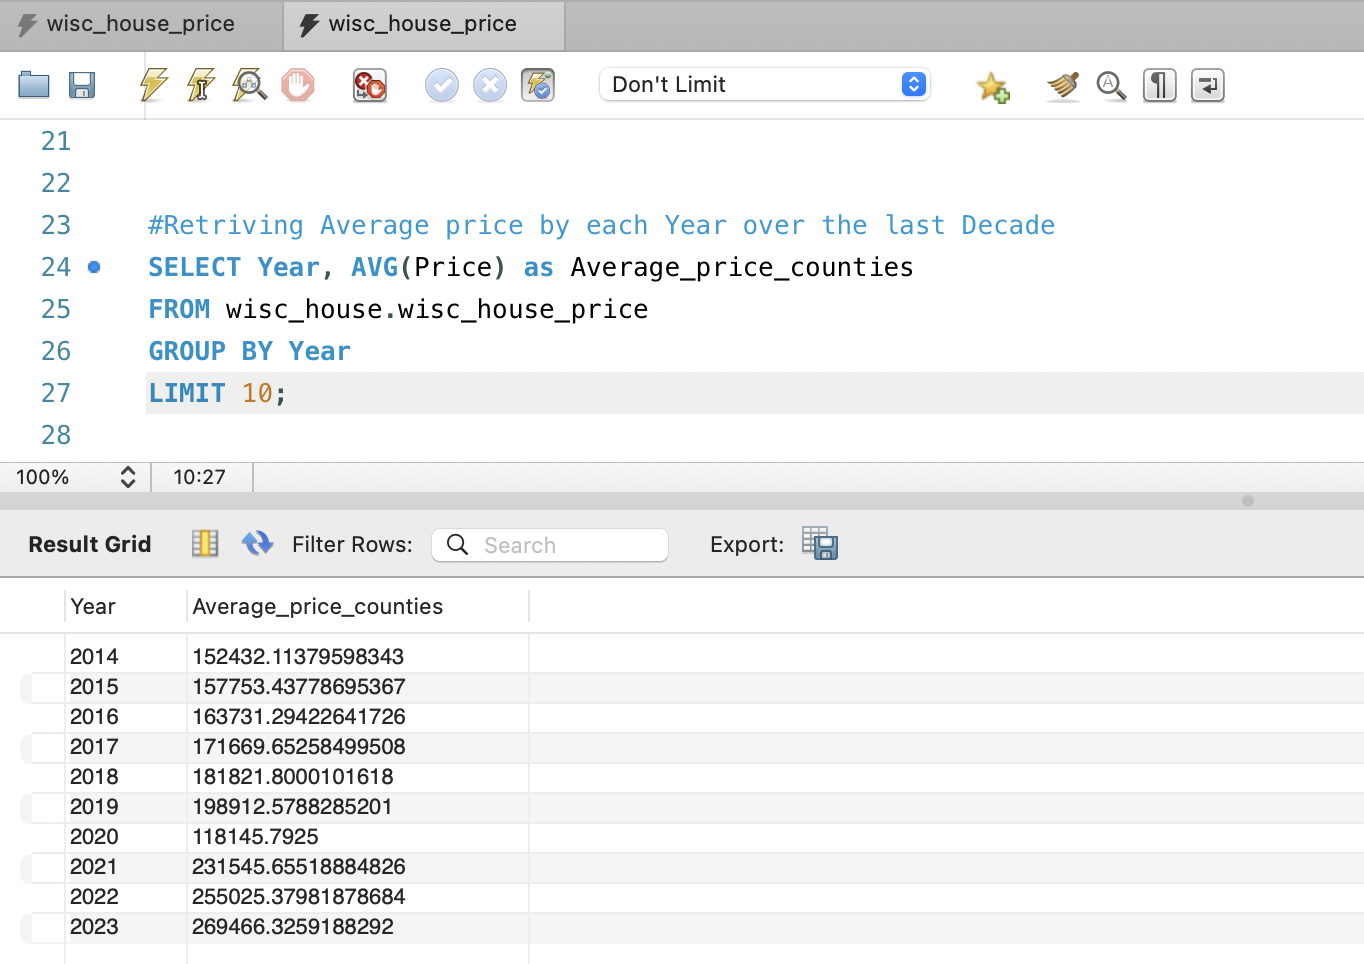 wisc_house_price wisc_house_price
Don't Limit
21
22
23 #Retriving Average price by each Year over the last Decade
24 SELECT Year, AVG(Price) as Average_price_counties
25 FROM wisc_house.wisc_house_price
26 GROUP BY Year
27 LIMIT 10;
28
100% 10:27
Result Grid Filter Rows: Search Export:
Year Average_price_counties
2014 152432.11379598343
2015 157753.43778695367
2016 163731.29422641726
2017 171669.65258499508
2018 181821.8000101618
2019 198912.5788285201
2020 118145.7925
2021 231545.65518884826
2022 255025.37981878684
2023 269466.3259188292